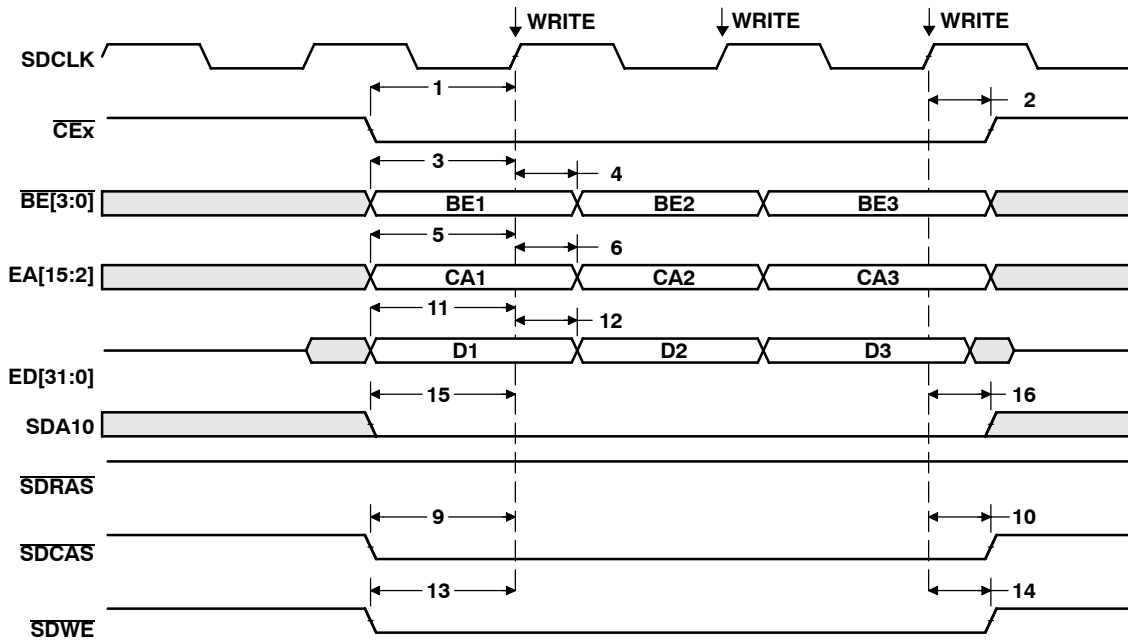 WRITE WRITE WRITE
SDCLK
1 2
CEx
3 4
BE[3:0] BE1 BE2 BE3
5 6
EA[15:2] CA1 CA2 CA3
11 12
D1 D2 D3
ED[31:0]
15 16
SDA10
SDRAS
9 10
SDCAS
13 14
SDWE